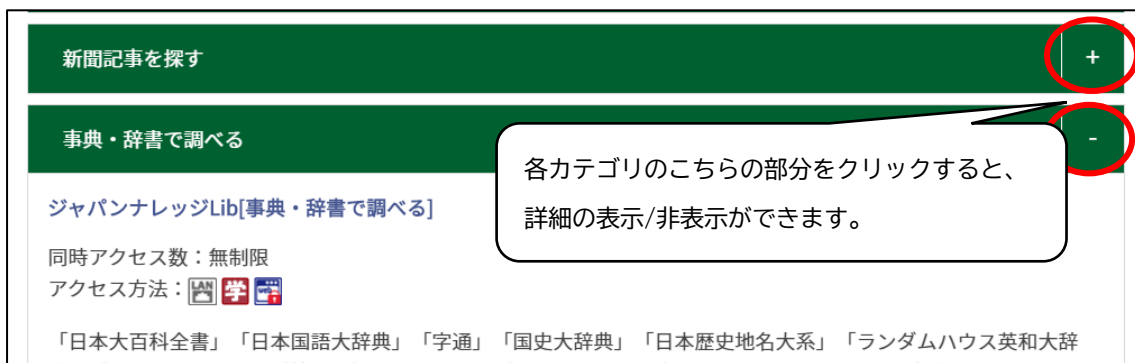 新聞記事を探す
+
事典・辞書で調べる
-
各カテゴリのこちらの部分をクリックすると、
詳細の表示/非表示ができます。
ジャパンナレッジLib[事典・辞書で調べる]
同時アクセス数：無制限
アクセス方法：LAN 学
「日本大百科全書」「日本国語大辞典」「字通」「国史大辞典」「日本歴史地名大系」「ランダムハウス英和大辞